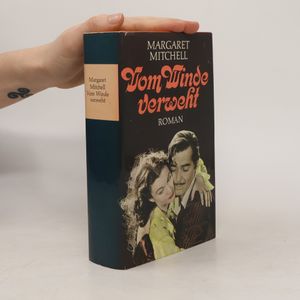 Margaret
Mitchell
Vom Winde
verweht
MARGARET
MITCHELL
Vom Winde
verweht
ROMAN